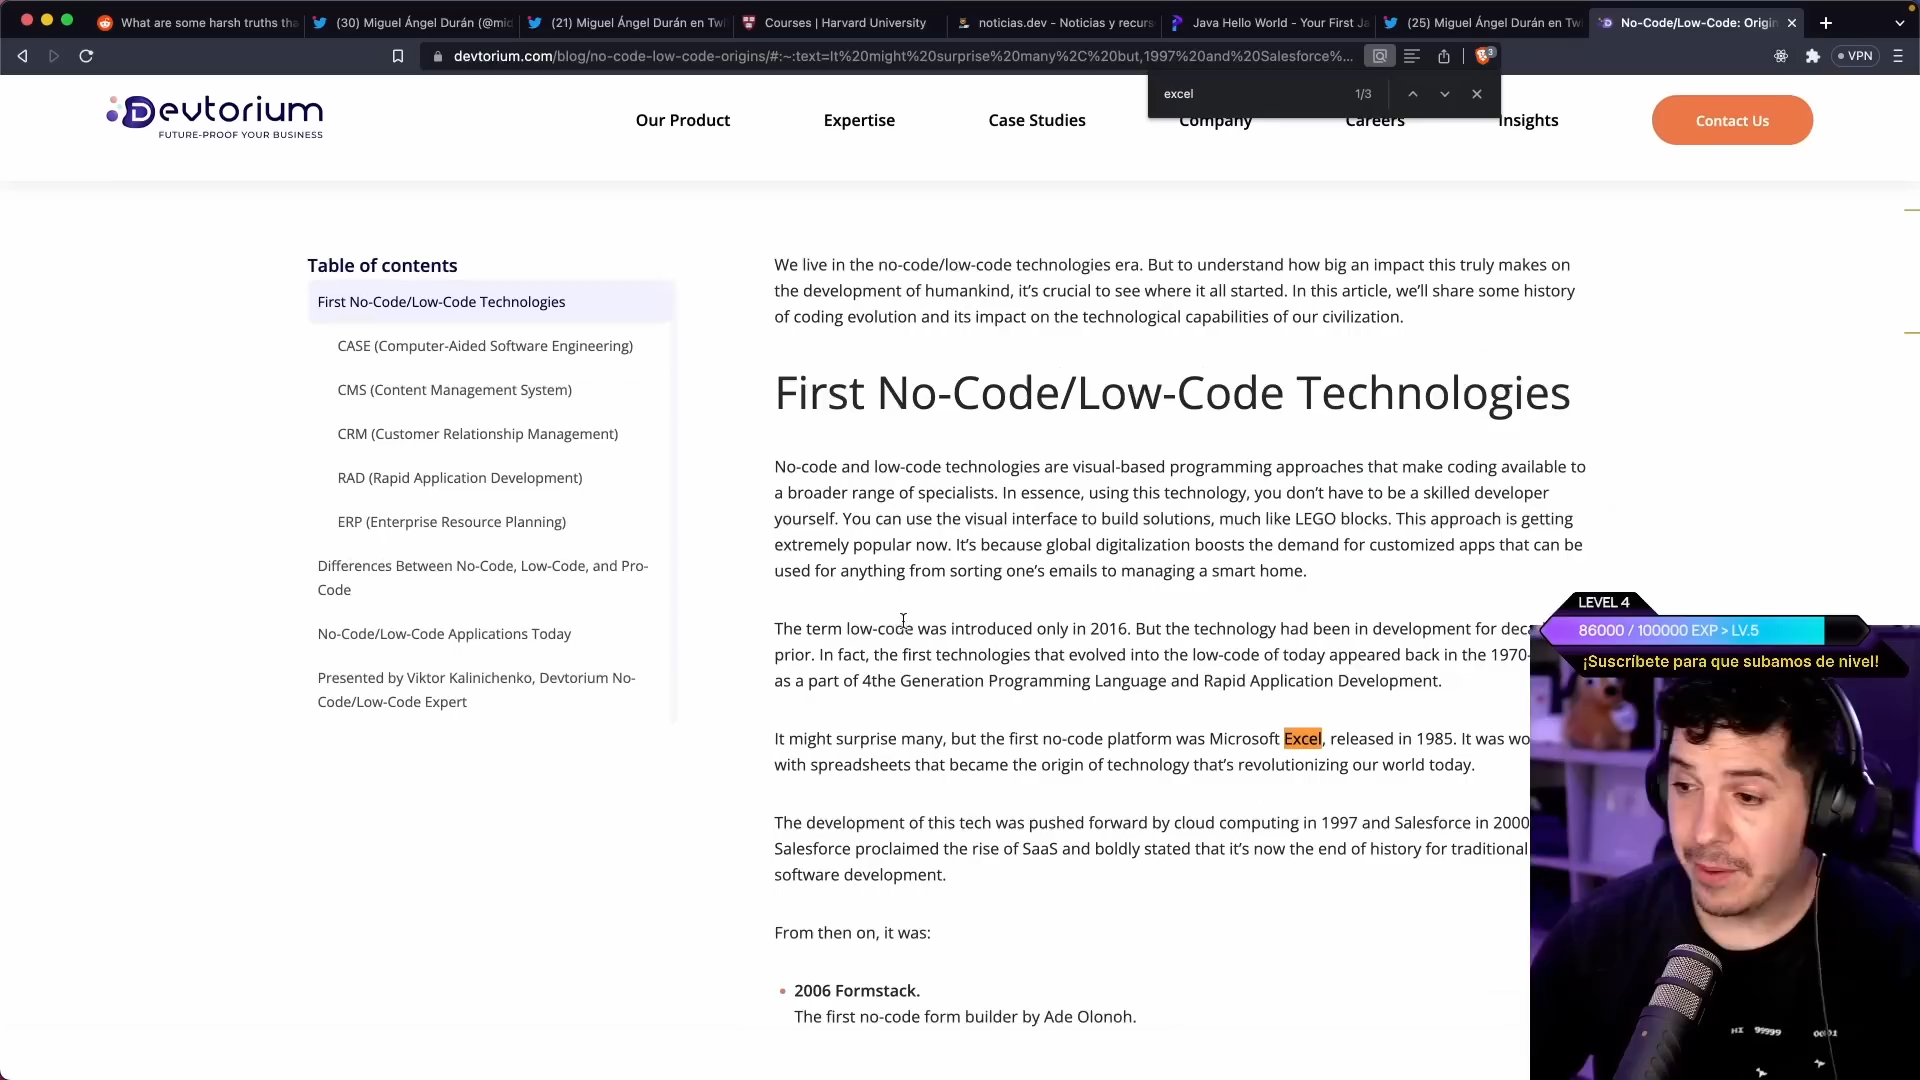 What are some harsh truths tha
(30) Miguel Ángel Durán (@mid
(21) Miguel Ángel Durán en Twi
Courses | Harvard University
noticias.dev - Noticias y recurs
Java Hello World - Your First Ja
(25) Miguel Ángel Durán en Twi
No-Code/Low-Code: Origin
devtorium.com/blog/no-code-low-code-origins/#:~:text=It%20might%20surprise%20many%2C%20but,1997%20and%20Salesforce%...
3
VPN
excel
1/3
Devtorium
FUTURE-PROOF YOUR BUSINESS
Our Product
Expertise
Case Studies
Company
Careers
Insights
Contact Us
Table of contents
First No-Code/Low-Code Technologies
CASE (Computer-Aided Software Engineering)
CMS (Content Management System)
CRM (Customer Relationship Management)
RAD (Rapid Application Development)
ERP (Enterprise Resource Planning)
Differences Between No-Code, Low-Code, and Pro-
Code
No-Code/Low-Code Applications Today
Presented by Viktor Kalinichenko, Devtorium No-
Code/Low-Code Expert
We live in the no-code/low-code technologies era. But to understand how big an impact this truly makes on
the development of humankind, it's crucial to see where it all started. In this article, we'll share some history
of coding evolution and its impact on the technological capabilities of our civilization.
First No-Code/Low-Code Technologies
No-code and low-code technologies are visual-based programming approaches that make coding available to
a broader range of specialists. In essence, using this technology, you don't have to be a skilled developer
yourself. You can use the visual interface to build solutions, much like LEGO blocks. This approach is getting
extremely popular now. It's because global digitalization boosts the demand for customized apps that can be
used for anything from sorting one's emails to managing a smart home.
The term low-code was introduced only in 2016. But the technology had been in development for deca
prior. In fact, the first technologies that evolved into the low-code of today appeared back in the 1970-
as a part of 4the Generation Programming Language and Rapid Application Development.
It might surprise many, but the first no-code platform was Microsoft Excel, released in 1985. It was wo
with spreadsheets that became the origin of technology that's revolutionizing our world today.
The development of this tech was pushed forward by cloud computing in 1997 and Salesforce in 2000
Salesforce proclaimed the rise of SaaS and boldly stated that it's now the end of history for traditional
software development.
From then on, it was:
2006 Formstack.
The first no-code form builder by Ade Olonoh.
LEVEL 4
86000 / 100000 EXP > LV.5
¡Suscríbete para que subamos de nivel!
HI 99999